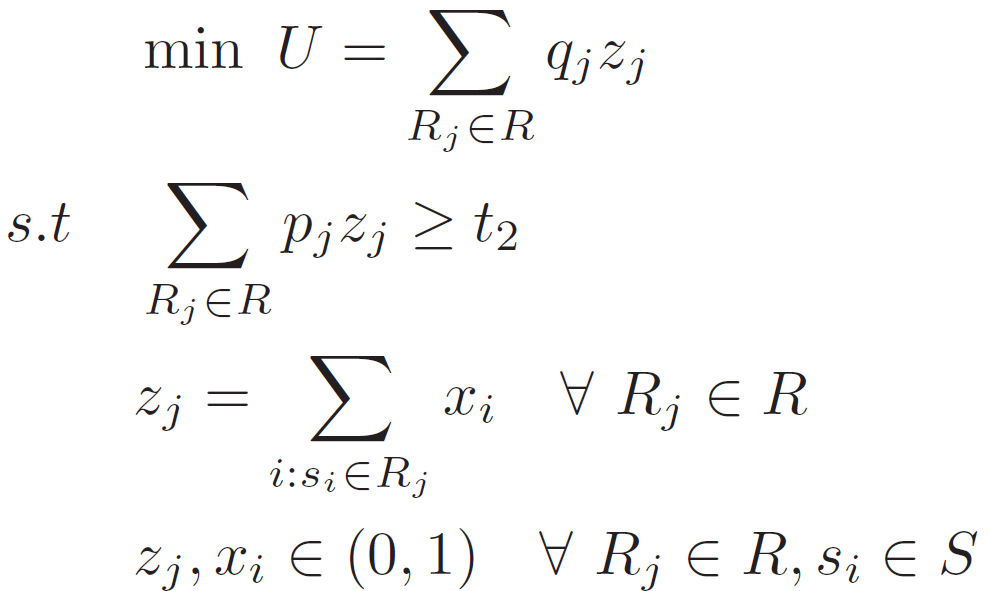 min U = ∑_{R_j∈R} q_j z_j
s.t ∑_{R_j∈R} p_j z_j ≥ t_2
z_j = ∑_{i:s_i∈R_j} x_i ∀ R_j ∈ R
z_j, x_i ∈ (0, 1) ∀ R_j ∈ R, s_i ∈ S